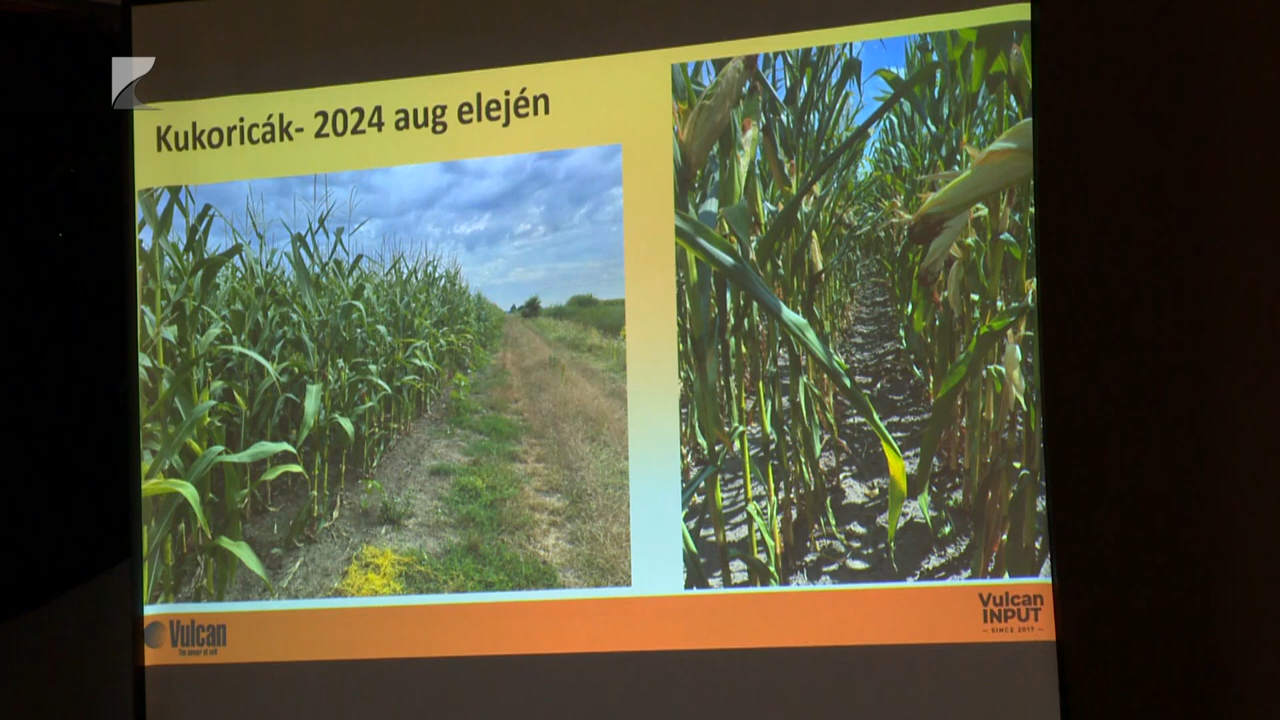 Kukoricák- 2024 aug elején
Vulcan
The power of soil
Vulcan
INPUT
— SINCE 2017 —